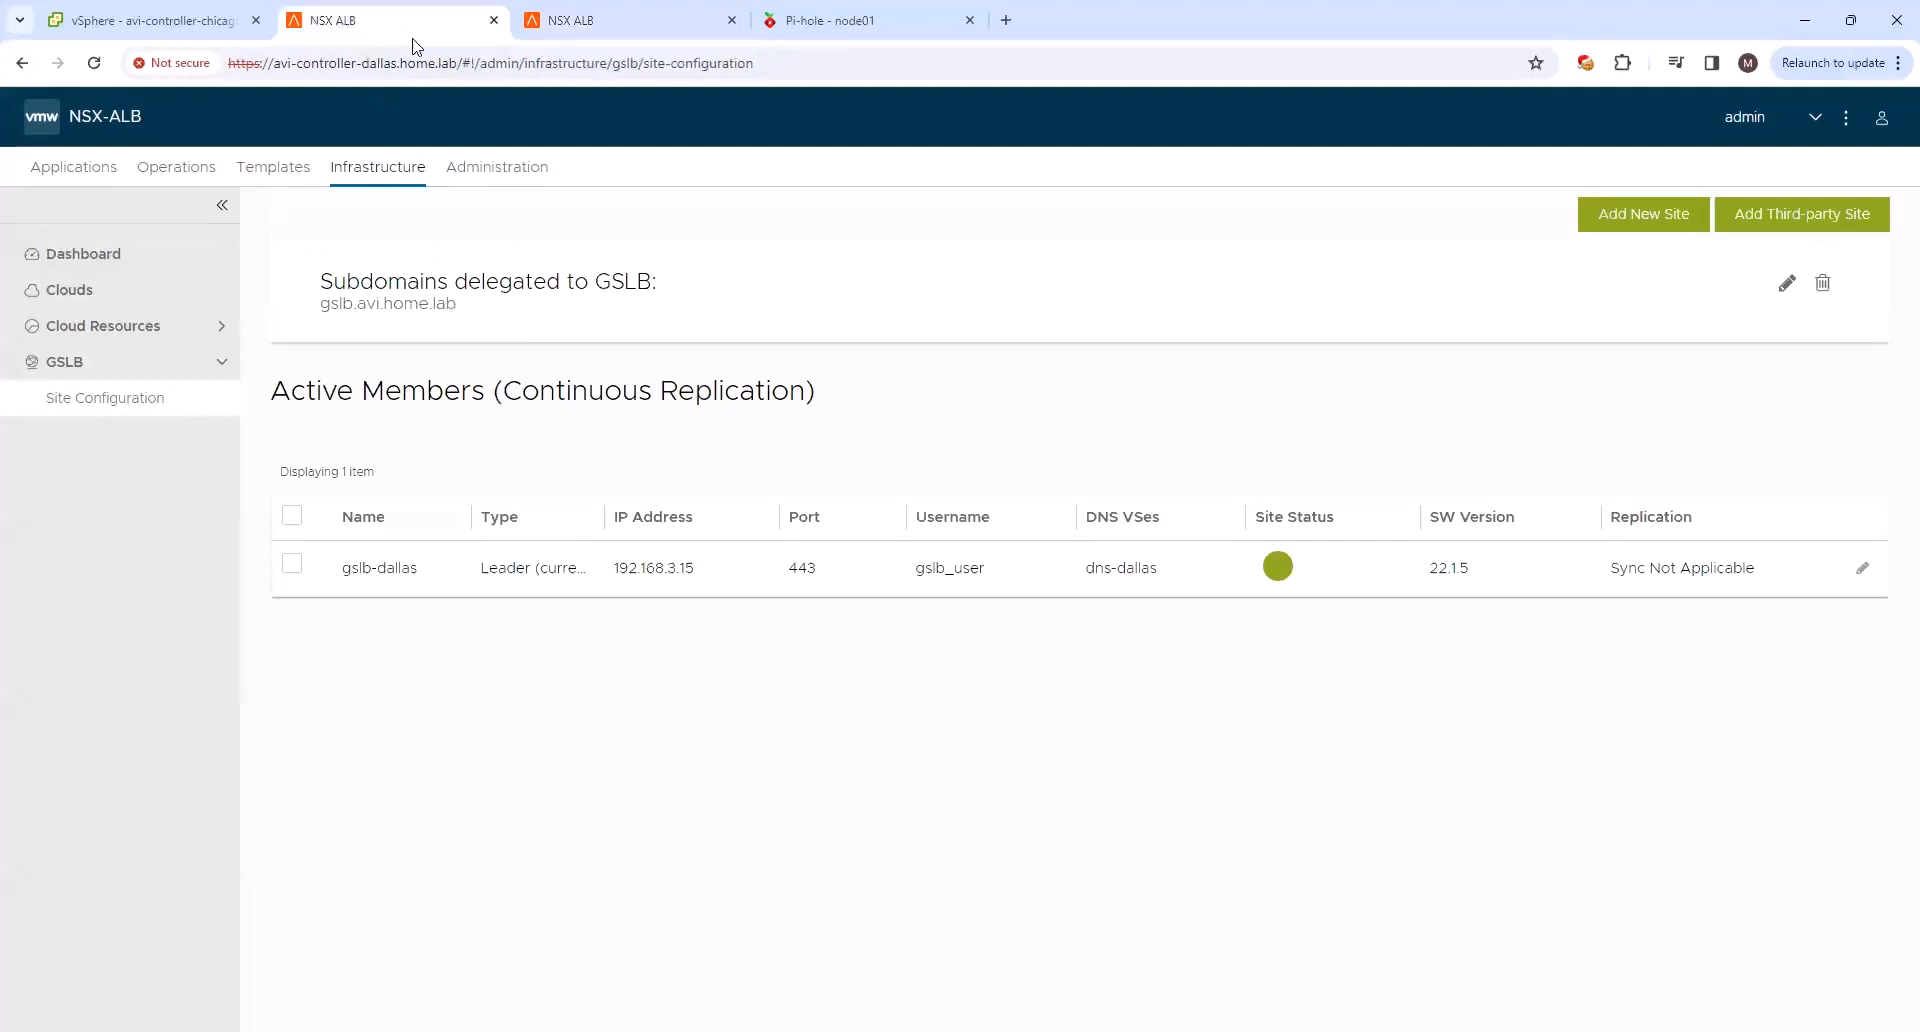 vSphere - avi-controller-chicag
NSX ALB
NSX ALB
Pi-hole - node01
Not secure
https://avi-controller-dallas.home.lab/#!/admin/infrastructure/gslb/site-configuration
M
Relaunch to update
vmw
NSX-ALB
admin
Applications
Operations
Templates
Infrastructure
Administration
Dashboard
Clouds
Cloud Resources
GSLB
Site Configuration
Add New Site
Add Third-party Site
Subdomains delegated to GSLB:
gslb.avi.home.lab
Active Members (Continuous Replication)
Displaying 1 item
Name Type IP Address Port Username DNS VSes Site Status SW Version Replication
gslb-dallas Leader (curre... 192.168.3.15 443 gslb_user dns-dallas 22.1.5 Sync Not Applicable